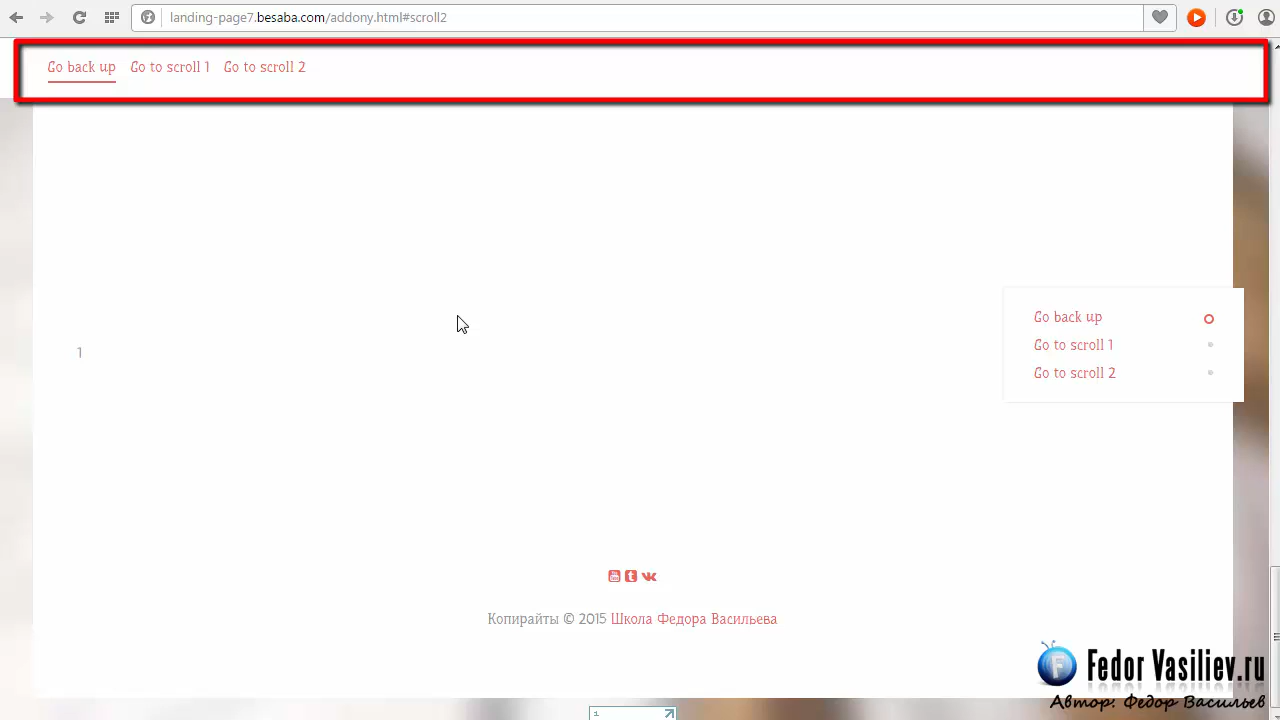 landing-page7.besaba.com/addony.html#scroll2
Go back up Go to scroll 1 Go to scroll 2
Go back up
Go to scroll 1
1
Go to scroll 2
Копирайты © 2015 Школа Федора Васильева
Fedor Vasiliev.ru
Автор: Федор Васильев
1